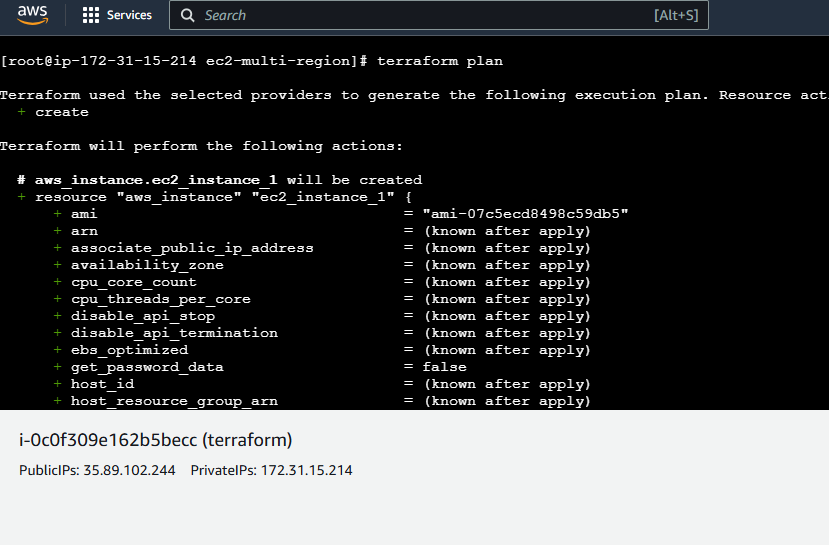 aws Services Search [Alt+S]
[root@ip-172-31-15-214 ec2-multi-region]# terraform plan
Terraform used the selected providers to generate the following execution plan. Resource act
+ create
Terraform will perform the following actions:
# aws_instance.ec2_instance_1 will be created
+ resource "aws_instance" "ec2_instance_1" {
+ ami = "ami-07c5ecd8498c59db5"
+ arn = (known after apply)
+ associate_public_ip_address = (known after apply)
+ availability_zone = (known after apply)
+ cpu_core_count = (known after apply)
+ cpu_threads_per_core = (known after apply)
+ disable_api_stop = (known after apply)
+ disable_api_termination = (known after apply)
+ ebs_optimized = (known after apply)
+ get_password_data = false
+ host_id = (known after apply)
+ host_resource_group_arn = (known after apply)
i-0c0f309e162b5becc (terraform)
PublicIPs: 35.89.102.244 PrivateIPs: 172.31.15.214